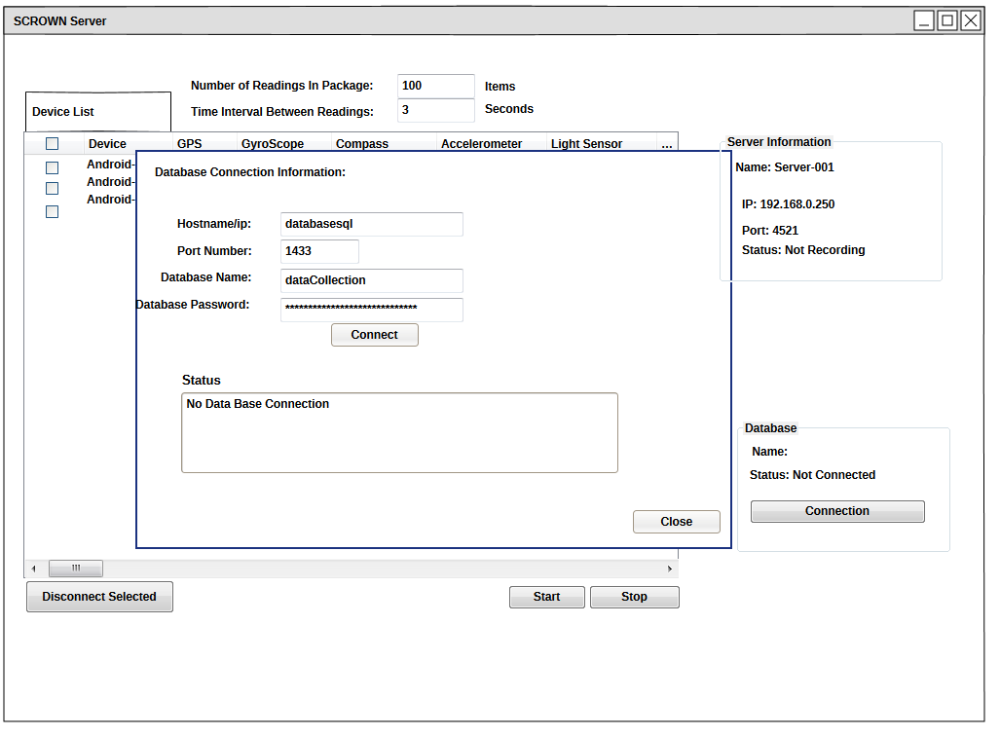 SCROWN Server
Number of Readings In Package: 100 Items
Time Interval Between Readings: 3 Seconds
Device List
Device GPS GyroScope Compass Accelerometer Light Sensor ...
Android-
Android-
Android-
Database Connection Information:
Hostname/ip: databasesql
Port Number: 1433
Database Name: dataCollection
Database Password: *****************************
Connect
Status
No Data Base Connection
Close
Server Information
Name: Server-001
IP: 192.168.0.250
Port: 4521
Status: Not Recording
Database
Name:
Status: Not Connected
Connection
Disconnect Selected
Start
Stop